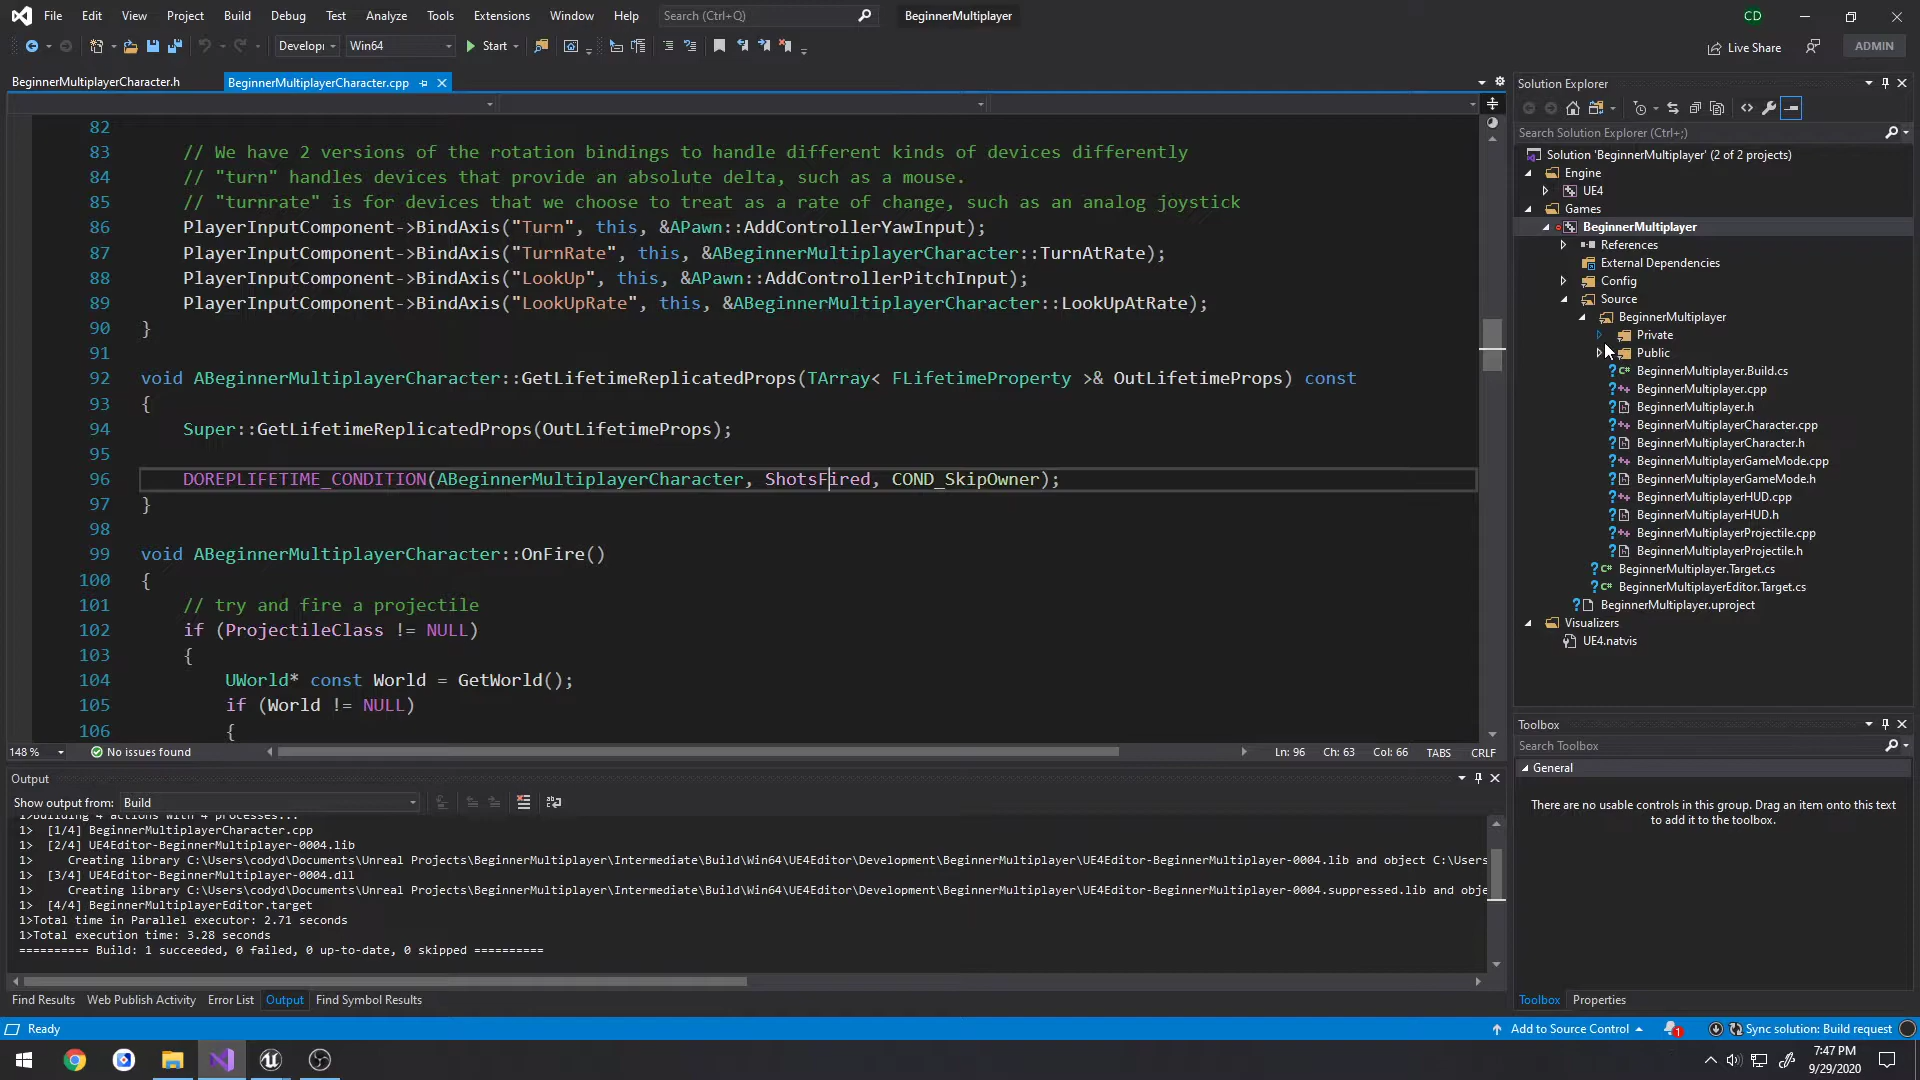 File Edit View Project Build Debug Test Analyze Tools Extensions Window Help Search (Ctrl+Q) BeginnerMultiplayer CD
Developr Win64 Start Live Share ADMIN
BeginnerMultiplayerCharacter.h BeginnerMultiplayerCharacter.cpp
82
83 // We have 2 versions of the rotation bindings to handle different kinds of devices differently
84 // "turn" handles devices that provide an absolute delta, such as a mouse.
85 // "turnrate" is for devices that we choose to treat as a rate of change, such as an analog joystick
86 PlayerInputComponent->BindAxis("Turn", this, &APawn::AddControllerYawInput);
87 PlayerInputComponent->BindAxis("TurnRate", this, &ABeginnerMultiplayerCharacter::TurnAtRate);
88 PlayerInputComponent->BindAxis("LookUp", this, &APawn::AddControllerPitchInput);
89 PlayerInputComponent->BindAxis("LookUpRate", this, &ABeginnerMultiplayerCharacter::LookUpAtRate);
90 }
91
92 void ABeginnerMultiplayerCharacter::GetLifetimeReplicatedProps(TArray< FLifetimeProperty >& OutLifetimeProps) const
93 {
94 Super::GetLifetimeReplicatedProps(OutLifetimeProps);
95
96 DOREPLIFETIME_CONDITION(ABeginnerMultiplayerCharacter, ShotsFired, COND_SkipOwner);
97 }
98
99 void ABeginnerMultiplayerCharacter::OnFire()
100 {
101 // try and fire a projectile
102 if (ProjectileClass != NULL)
103 {
104 UWorld* const World = GetWorld();
105 if (World != NULL)
106 {
148 % No issues found Ln: 96 Ch: 63 Col: 66 TABS CRLF
Output
Show output from: Build
1>Building 4 actions with 4 processes...
1> [1/4] BeginnerMultiplayerCharacter.cpp
1> [2/4] UE4Editor-BeginnerMultiplayer-0004.lib
1> Creating library C:\Users\codyd\Documents\Unreal Projects\BeginnerMultiplayer\Intermediate\Build\Win64\UE4Editor\Development\BeginnerMultiplayer\UE4Editor-BeginnerMultiplayer-0004.lib and object C:\Users
1> [3/4] UE4Editor-BeginnerMultiplayer-0004.dll
1> Creating library C:\Users\codyd\Documents\Unreal Projects\BeginnerMultiplayer\Intermediate\Build\Win64\UE4Editor\Development\BeginnerMultiplayer\UE4Editor-BeginnerMultiplayer-0004.suppressed.lib and obje
1> [4/4] BeginnerMultiplayerEditor.target
1>Total time in Parallel executor: 2.71 seconds
1>Total execution time: 3.28 seconds
========== Build: 1 succeeded, 0 failed, 0 up-to-date, 0 skipped ==========
Find Results Web Publish Activity Error List Output Find Symbol Results
Solution Explorer
Search Solution Explorer (Ctrl+;)
Solution 'BeginnerMultiplayer' (2 of 2 projects)
Engine
UE4
Games
BeginnerMultiplayer
References
External Dependencies
Config
Source
BeginnerMultiplayer
Private
Public
BeginnerMultiplayer.Build.cs
BeginnerMultiplayer.cpp
BeginnerMultiplayer.h
BeginnerMultiplayerCharacter.cpp
BeginnerMultiplayerCharacter.h
BeginnerMultiplayerGameMode.cpp
BeginnerMultiplayerGameMode.h
BeginnerMultiplayerHUD.cpp
BeginnerMultiplayerHUD.h
BeginnerMultiplayerProjectile.cpp
BeginnerMultiplayerProjectile.h
BeginnerMultiplayer.Target.cs
BeginnerMultiplayerEditor.Target.cs
BeginnerMultiplayer.uproject
Visualizers
UE4.natvis
Toolbox
Search Toolbox
General
There are no usable controls in this group. Drag an item onto this text
to add it to the toolbox.
Toolbox Properties
Ready Add to Source Control 1 Sync solution: Build request
7:47 PM
9/29/2020